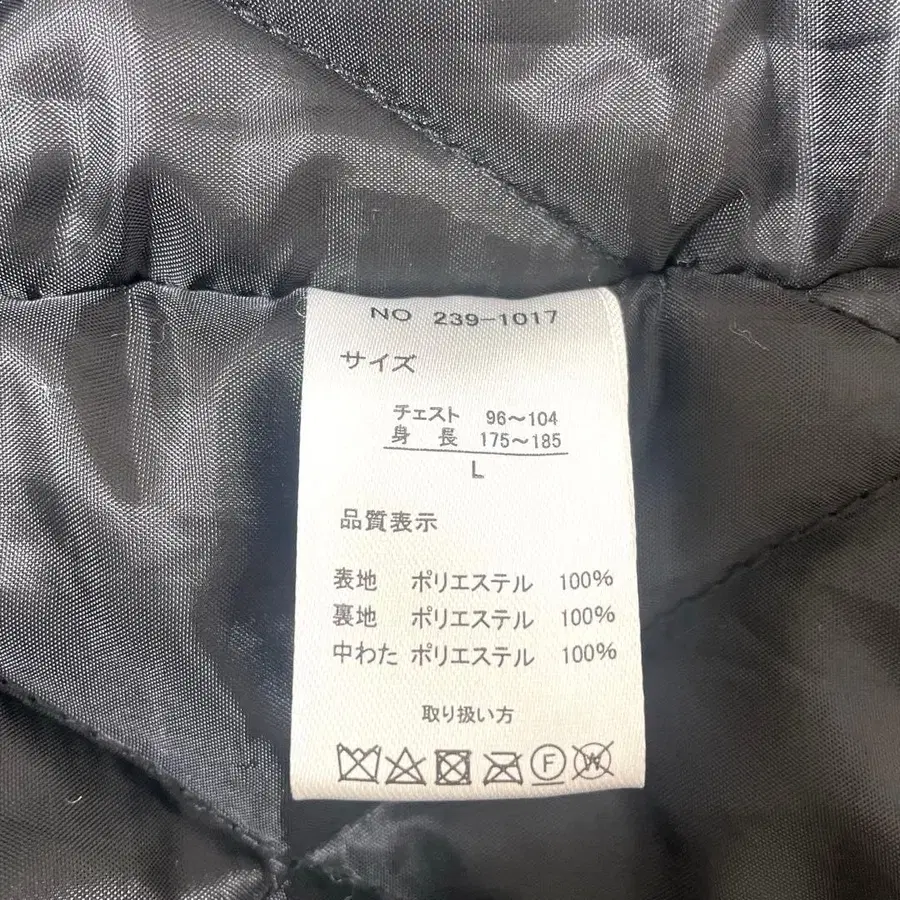 NO 239-1017
サイズ
チェスト 96～104
身 長 175～185
L
品質表示
表地 ポリエステル 100%
裏地 ポリエステル 100%
中わた ポリエステル 100%
取り扱い方
F W